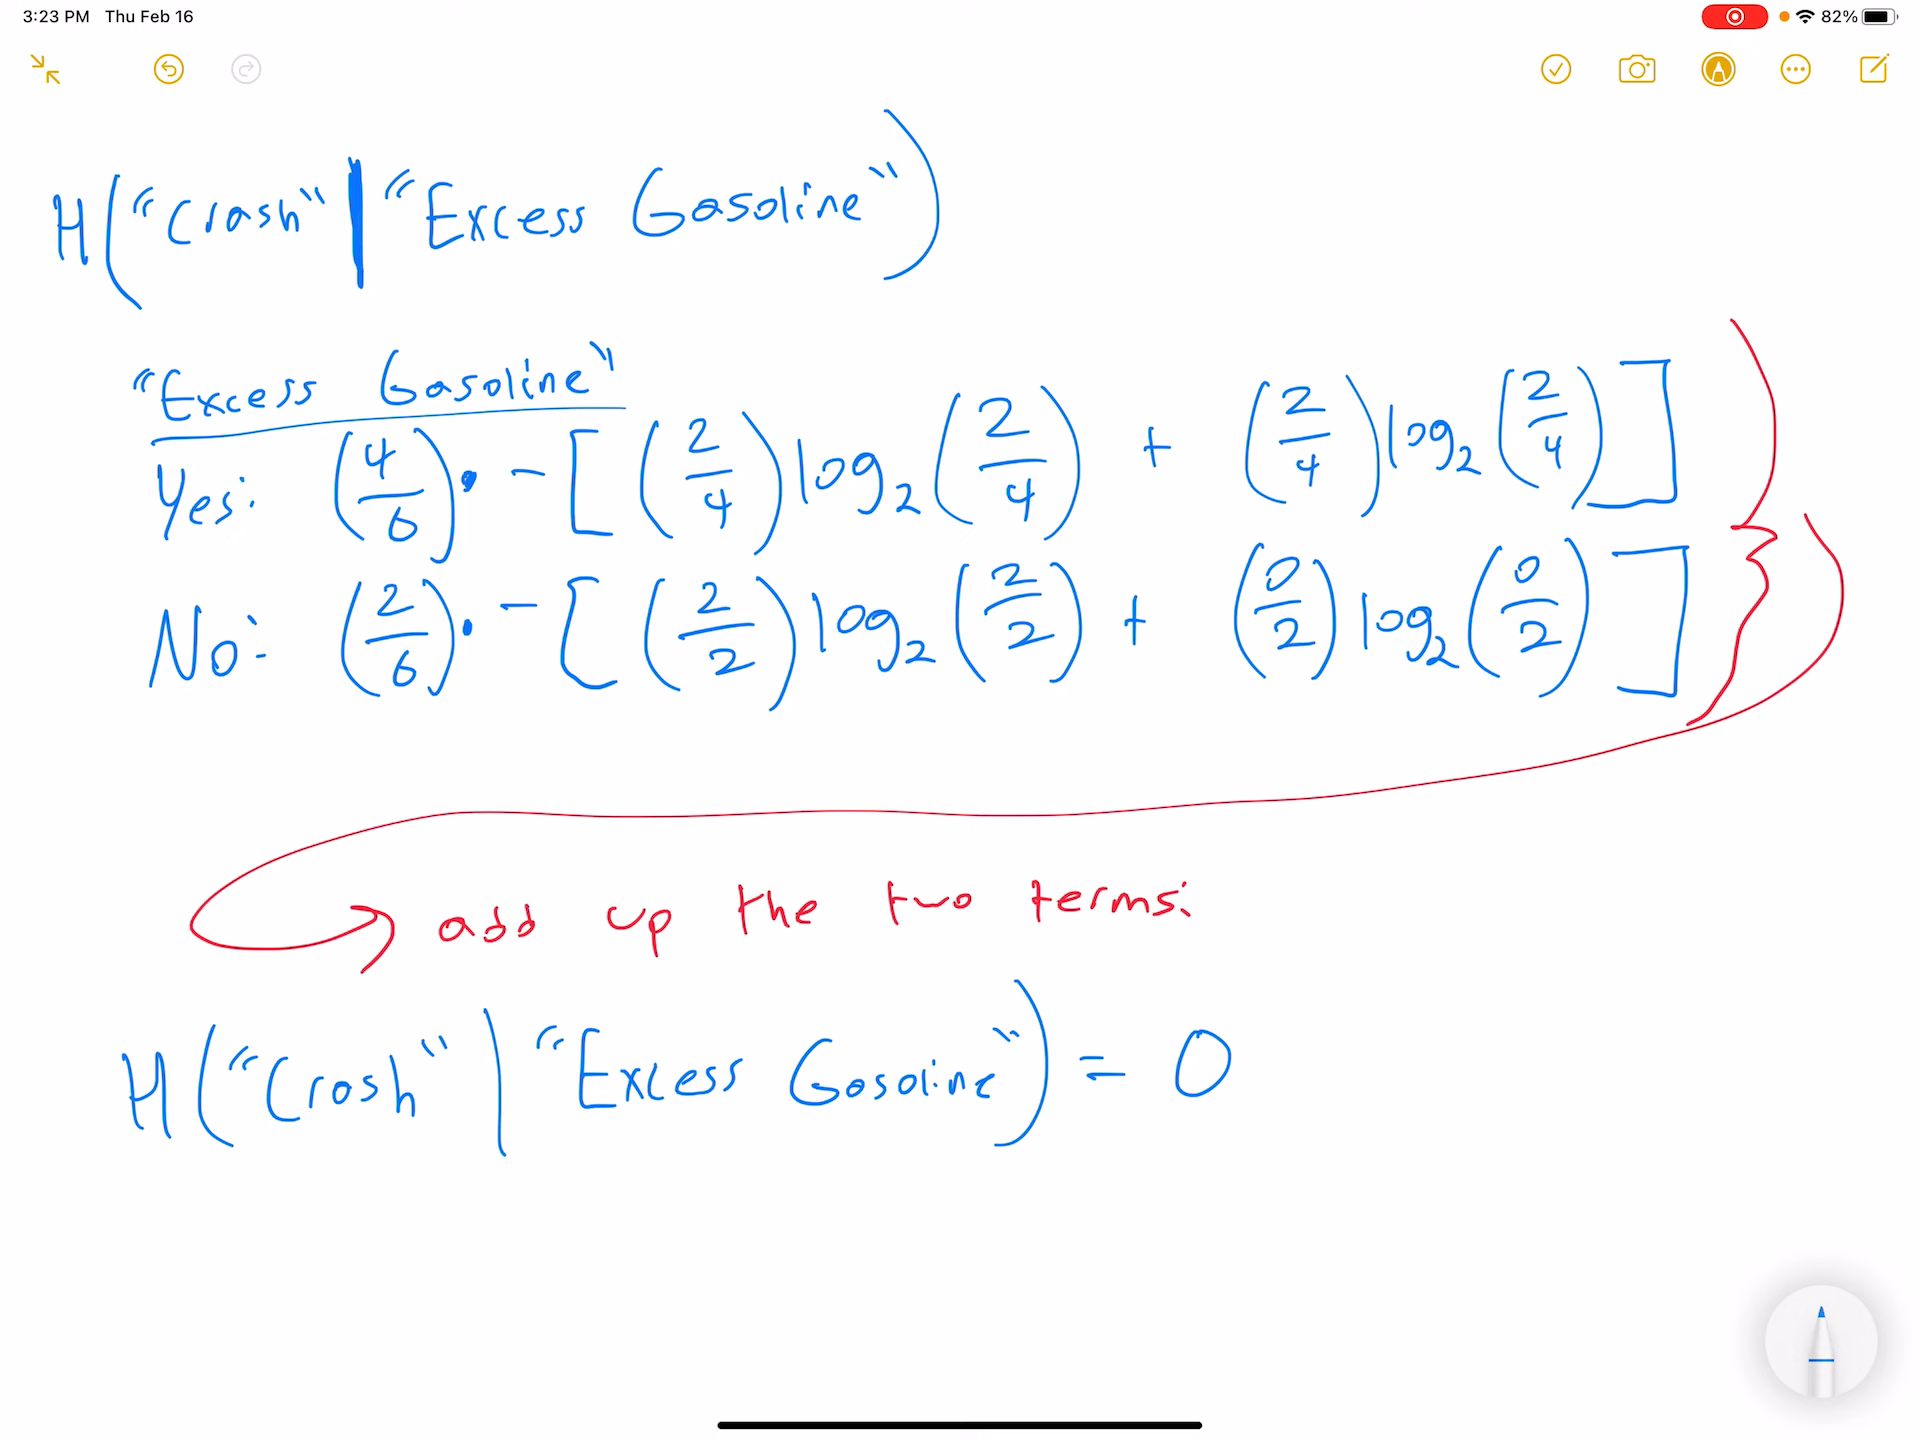 3:23 PM Thu Feb 16 82%
H("Crash" | "Excess Gasoline")
"Excess Gasoline"
Yes: (4/6) · -[(2/4) log₂(2/4) + (2/4) log₂(2/4)]
No: (2/6) · -[(2/2) log₂(2/2) + (0/2) log₂(0/2)]
add up the two terms:
H("Crash" | "Excess Gasoline") = 0